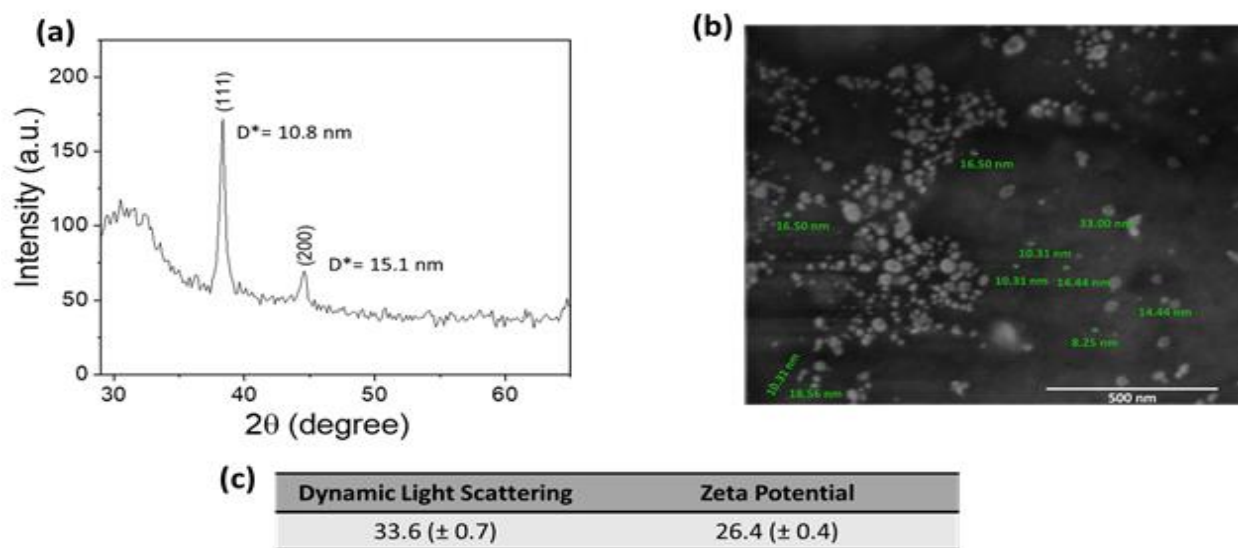 (a)
200
150
100
50
0
Intensity (a.u.)
(111)
D*= 10.8 nm
(200)
D*= 15.1 nm
30 40 50 60
2θ (degree)
(b)
16.50 nm
16.50 nm
33.00 nm
10.31 nm
10.31 nm
14.44 nm
14.44 nm
8.25 nm
10.31 nm
18.56 nm
500 nm
(c)
Dynamic Light Scattering Zeta Potential
33.6 (± 0.7) 26.4 (± 0.4)